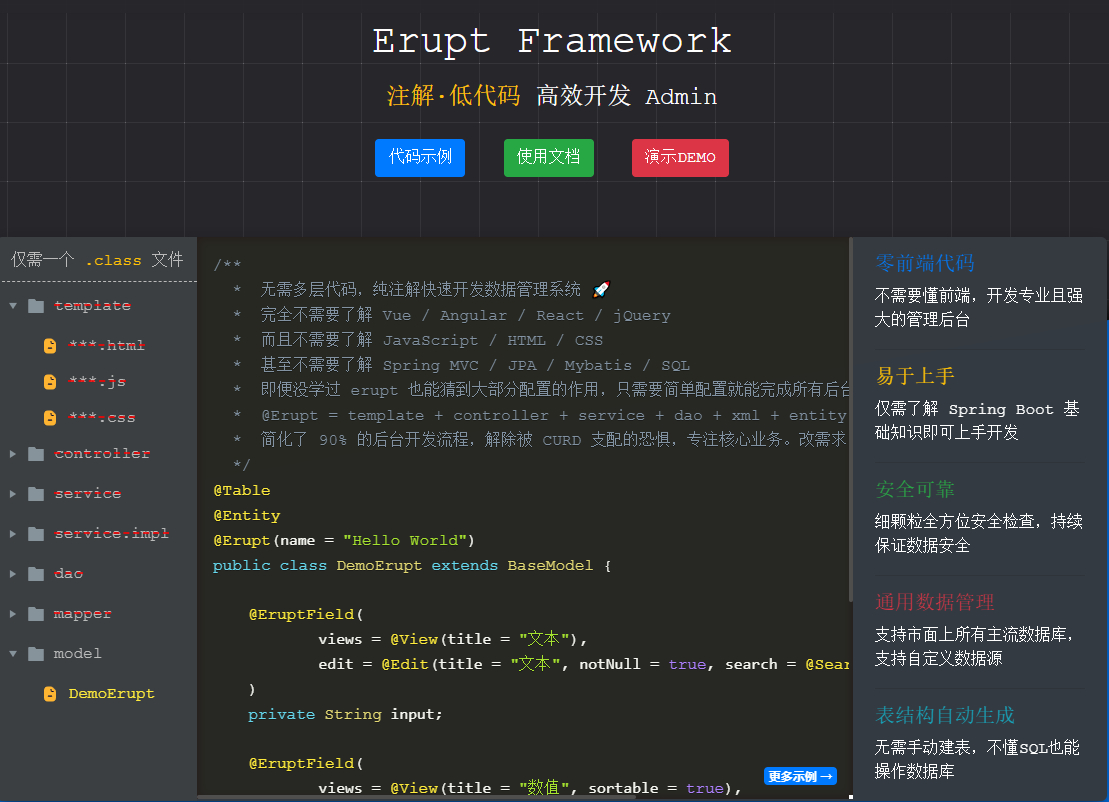 Erupt Framework
注解·低代码 高效开发 Admin
代码示例 使用文档 演示DEMO
仅需一个 .class 文件
template
***.html
***.js
***.css
controller
service
service.impl
dao
mapper
model
DemoErupt
/**
* 无需多层代码，纯注解快速开发数据管理系统 🚀
* 完全不需要了解 Vue / Angular / React / jQuery
* 而且不需要了解 JavaScript / HTML / CSS
* 甚至不需要了解 Spring MVC / JPA / Mybatis / SQL
* 即便没学过 erupt 也能猜到大部分配置的作用，只需要简单配置就能完成所有后台
* @Erupt = template + controller + service + dao + xml + entity
* 简化了 90% 的后台开发流程，解除被 CURD 支配的恐惧，专注核心业务。改需求
*/
@Table
@Entity
@Erupt(name = "Hello World")
public class DemoErupt extends BaseModel {
@EruptField(
views = @View(title = "文本"),
edit = @Edit(title = "文本", notNull = true, search = @Sear
)
private String input;
@EruptField(
views = @View(title = "数值", sortable = true),
更多示例 →
零前端代码
不需要懂前端，开发专业且强
大的管理后台
易于上手
仅需了解 Spring Boot 基
础知识即可上手开发
安全可靠
细颗粒全方位安全检查，持续
保证数据安全
通用数据管理
支持市面上所有主流数据库，
支持自定义数据源
表结构自动生成
无需手动建表，不懂SQL也能
操作数据库